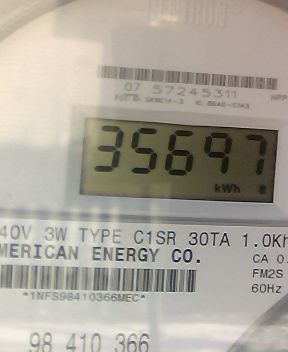 07 57245311
35697
kWh
40V 3W TYPE C1SR 30TA 1.0Kh
MERICAN ENERGY CO.
CA 0.
FM2S
60Hz
*1NFS98410366MEC*
98 410 366